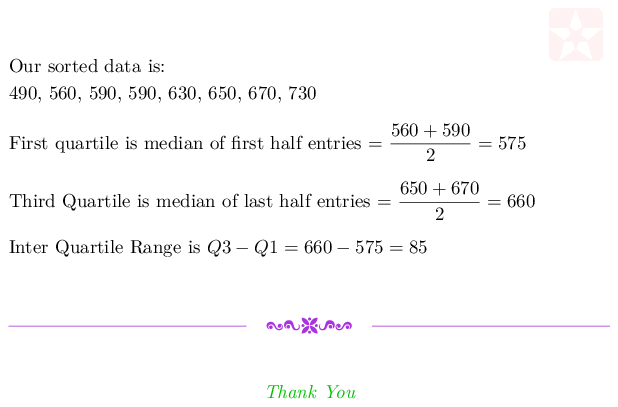 Our sorted data is:
490, 560, 590, 590, 630, 650, 670, 730
First quartile is median of first half entries = (560 + 590)/2 = 575
Third Quartile is median of last half entries = (650 + 670)/2 = 660
Inter Quartile Range is Q3 − Q1 = 660 − 575 = 85
Thank You